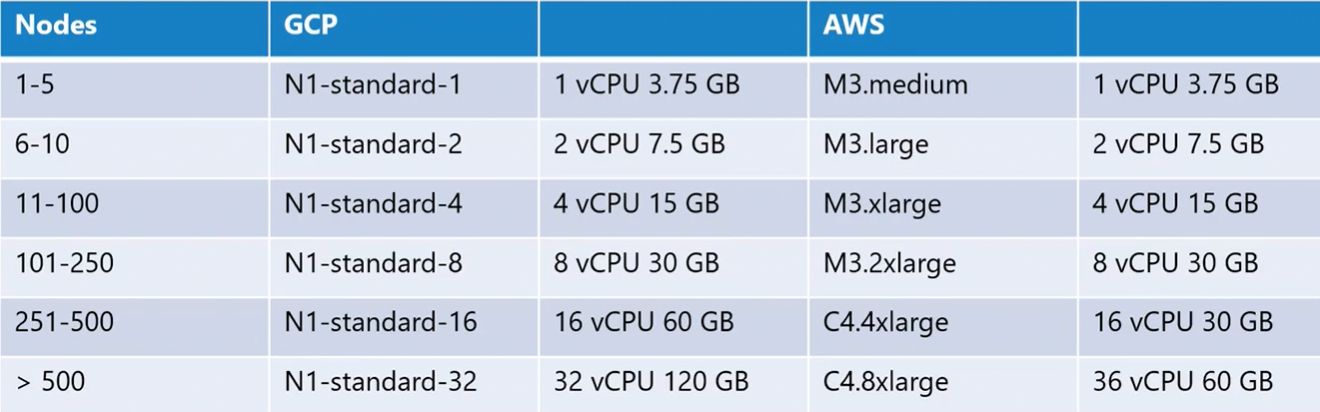 Nodes GCP AWS
1-5 N1-standard-1 1 vCPU 3.75 GB M3.medium 1 vCPU 3.75 GB
6-10 N1-standard-2 2 vCPU 7.5 GB M3.large 2 vCPU 7.5 GB
11-100 N1-standard-4 4 vCPU 15 GB M3.xlarge 4 vCPU 15 GB
101-250 N1-standard-8 8 vCPU 30 GB M3.2xlarge 8 vCPU 30 GB
251-500 N1-standard-16 16 vCPU 60 GB C4.4xlarge 16 vCPU 30 GB
> 500 N1-standard-32 32 vCPU 120 GB C4.8xlarge 36 vCPU 60 GB